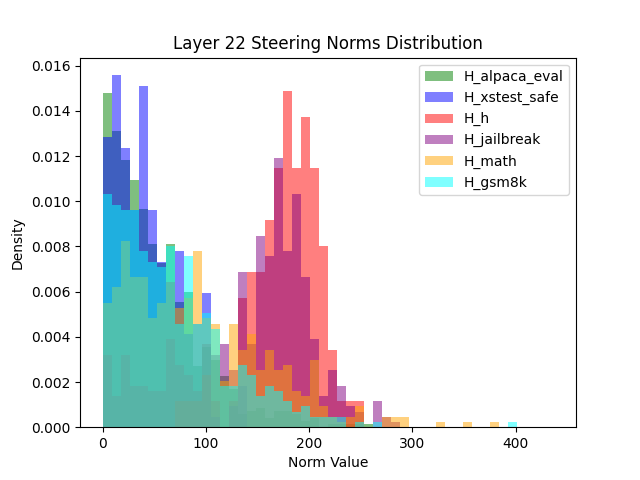 Layer 22 Steering Norms Distribution
0.016
0.014
0.012
0.010
0.008
0.006
0.004
0.002
0.000
Density
H_alpaca_eval
H_xstest_safe
H_h
H_jailbreak
H_math
H_gsm8k
0
100
200
300
400
Norm Value